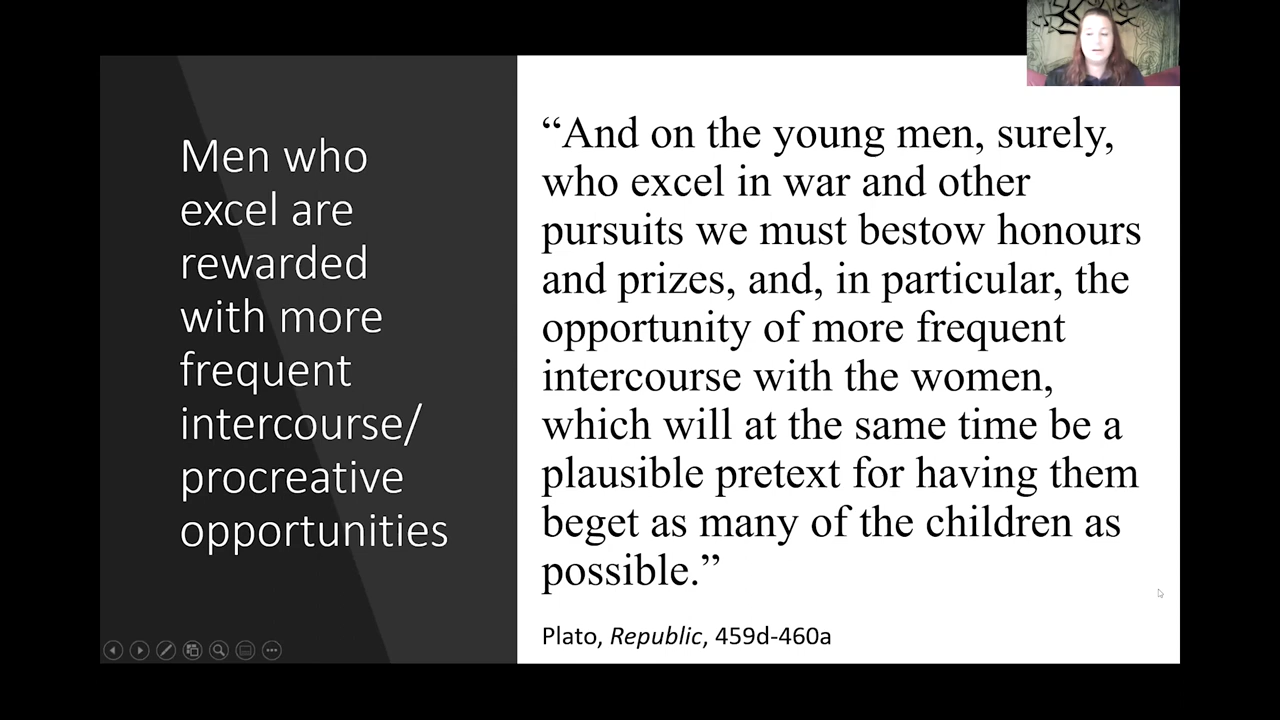 Men who
excel are
rewarded
with more
frequent
intercourse/
procreative
opportunities
“And on the young men, surely,
who excel in war and other
pursuits we must bestow honours
and prizes, and, in particular, the
opportunity of more frequent
intercourse with the women,
which will at the same time be a
plausible pretext for having them
beget as many of the children as
possible.”
Plato, Republic, 459d-460a